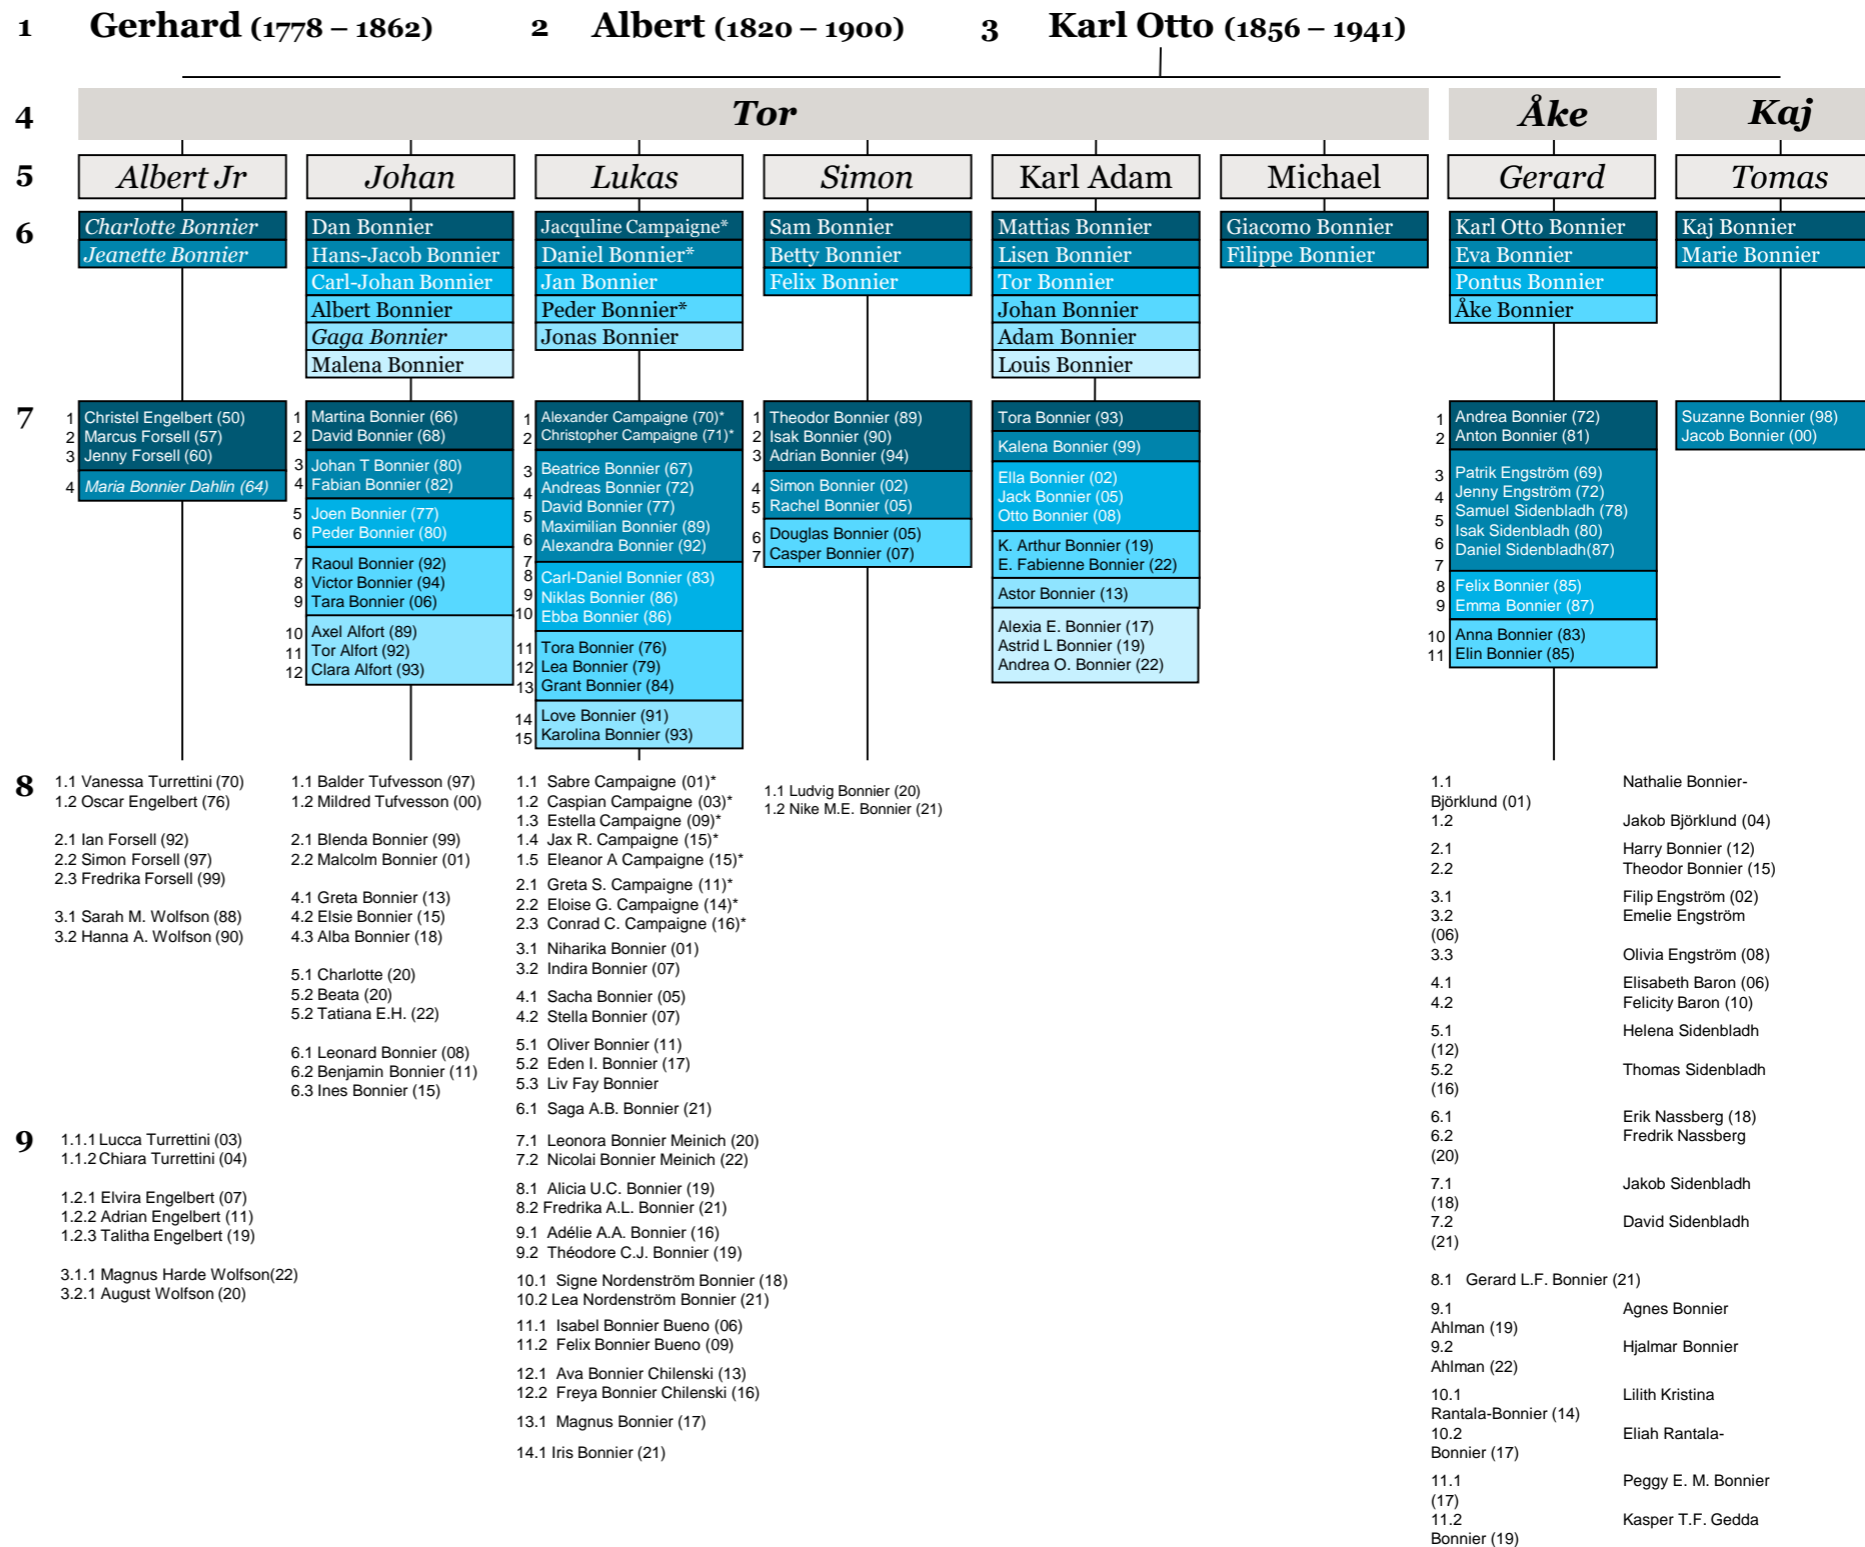 1 Gerhard (1778 – 1862) 2 Albert (1820 – 1900) 3 Karl Otto (1856 – 1941)
4 Tor Åke Kaj
5 Albert Jr Johan Lukas Simon Karl Adam Michael Gerard Tomas
6
Charlotte Bonnier
Jeanette Bonnier
Dan Bonnier
Hans-Jacob Bonnier
Carl-Johan Bonnier
Albert Bonnier
Gaga Bonnier
Malena Bonnier
Jacquline Campaigne*
Daniel Bonnier*
Jan Bonnier
Peder Bonnier*
Jonas Bonnier
Sam Bonnier
Betty Bonnier
Felix Bonnier
Mattias Bonnier
Lisen Bonnier
Tor Bonnier
Johan Bonnier
Adam Bonnier
Louis Bonnier
Giacomo Bonnier
Filippe Bonnier
Karl Otto Bonnier
Eva Bonnier
Pontus Bonnier
Åke Bonnier
Kaj Bonnier
Marie Bonnier
7
1 Christel Engelbert (50)
2 Marcus Forsell (57)
3 Jenny Forsell (60)
4 Maria Bonnier Dahlin (64)
1 Martina Bonnier (66)
2 David Bonnier (68)
3 Johan T Bonnier (80)
4 Fabian Bonnier (82)
5 Joen Bonnier (77)
6 Peder Bonnier (80)
7 Raoul Bonnier (92)
8 Victor Bonnier (94)
9 Tara Bonnier (06)
10 Axel Alfort (89)
11 Tor Alfort (92)
12 Clara Alfort (93)
1 Alexander Campaigne (70)*
2 Christopher Campaigne (71)*
3 Beatrice Bonnier (67)
4 Andreas Bonnier (72)
5 David Bonnier (77)
6 Maximilian Bonnier (89)
7 Alexandra Bonnier (92)
8 Carl-Daniel Bonnier (83)
9 Niklas Bonnier (86)
10 Ebba Bonnier (86)
11 Tora Bonnier (76)
12 Lea Bonnier (79)
13 Grant Bonnier (84)
14 Love Bonnier (91)
15 Karolina Bonnier (93)
1 Theodor Bonnier (89)
2 Isak Bonnier (90)
3 Adrian Bonnier (94)
4 Simon Bonnier (02)
5 Rachel Bonnier (05)
6 Douglas Bonnier (05)
7 Casper Bonnier (07)
Tora Bonnier (93)
Kalena Bonnier (99)
Ella Bonnier (02)
Jack Bonnier (05)
Otto Bonnier (08)
K. Arthur Bonnier (19)
E. Fabienne Bonnier (22)
Astor Bonnier (13)
Alexia E. Bonnier (17)
Astrid L Bonnier (19)
Andrea O. Bonnier (22)
1 Andrea Bonnier (72)
2 Anton Bonnier (81)
3 Patrik Engström (69)
4 Jenny Engström (72)
5 Samuel Sidenbladh (78)
6 Isak Sidenbladh (80)
7 Daniel Sidenbladh(87)
8 Felix Bonnier (85)
9 Emma Bonnier (87)
10 Anna Bonnier (83)
11 Elin Bonnier (85)
Suzanne Bonnier (98)
Jacob Bonnier (00)
8
1.1 Vanessa Turrettini (70)
1.2 Oscar Engelbert (76)
2.1 Ian Forsell (92)
2.2 Simon Forsell (97)
2.3 Fredrika Forsell (99)
3.1 Sarah M. Wolfson (88)
3.2 Hanna A. Wolfson (90)
9
1.1.1 Lucca Turrettini (03)
1.1.2 Chiara Turrettini (04)
1.2.1 Elvira Engelbert (07)
1.2.2 Adrian Engelbert (11)
1.2.3 Talitha Engelbert (19)
3.1.1 Magnus Harde Wolfson(22)
3.2.1 August Wolfson (20)
1.1 Balder Tufvesson (97)
1.2 Mildred Tufvesson (00)
2.1 Blenda Bonnier (99)
2.2 Malcolm Bonnier (01)
4.1 Greta Bonnier (13)
4.2 Elsie Bonnier (15)
4.3 Alba Bonnier (18)
5.1 Charlotte (20)
5.2 Beata (20)
5.2 Tatiana E.H. (22)
6.1 Leonard Bonnier (08)
6.2 Benjamin Bonnier (11)
6.3 Ines Bonnier (15)
1.1 Sabre Campaigne (01)*
1.2 Caspian Campaigne (03)*
1.3 Estella Campaigne (09)*
1.4 Jax R. Campaigne (15)*
1.5 Eleanor A Campaigne (15)*
2.1 Greta S. Campaigne (11)*
2.2 Eloise G. Campaigne (14)*
2.3 Conrad C. Campaigne (16)*
3.1 Niharika Bonnier (01)
3.2 Indira Bonnier (07)
4.1 Sacha Bonnier (05)
4.2 Stella Bonnier (07)
5.1 Oliver Bonnier (11)
5.2 Eden I. Bonnier (17)
5.3 Liv Fay Bonnier
6.1 Saga A.B. Bonnier (21)
7.1 Leonora Bonnier Meinich (20)
7.2 Nicolai Bonnier Meinich (22)
8.1 Alicia U.C. Bonnier (19)
8.2 Fredrika A.L. Bonnier (21)
9.1 Adélie A.A. Bonnier (16)
9.2 Théodore C.J. Bonnier (19)
10.1 Signe Nordenström Bonnier (18)
10.2 Lea Nordenström Bonnier (21)
11.1 Isabel Bonnier Bueno (06)
11.2 Felix Bonnier Bueno (09)
12.1 Ava Bonnier Chilenski (13)
12.2 Freya Bonnier Chilenski (16)
13.1 Magnus Bonnier (17)
14.1 Iris Bonnier (21)
1.1 Ludvig Bonnier (20)
1.2 Nike M.E. Bonnier (21)
1.1 Nathalie Bonnier-
Björklund (01)
1.2 Jakob Björklund (04)
2.1 Harry Bonnier (12)
2.2 Theodor Bonnier (15)
3.1 Filip Engström (02)
3.2 Emelie Engström
(06)
3.3 Olivia Engström (08)
4.1 Elisabeth Baron (06)
4.2 Felicity Baron (10)
5.1 Helena Sidenbladh
(12)
5.2 Thomas Sidenbladh
(16)
6.1 Erik Nassberg (18)
6.2 Fredrik Nassberg
(20)
7.1 Jakob Sidenbladh
(18)
7.2 David Sidenbladh
(21)
8.1 Gerard L.F. Bonnier (21)
9.1 Agnes Bonnier
Ahlman (19)
9.2 Hjalmar Bonnier
Ahlman (22)
10.1 Lilith Kristina
Rantala-Bonnier (14)
10.2 Eliah Rantala-
Bonnier (17)
11.1 Peggy E. M. Bonnier
(17)
11.2 Kasper T.F. Gedda
Bonnier (19)